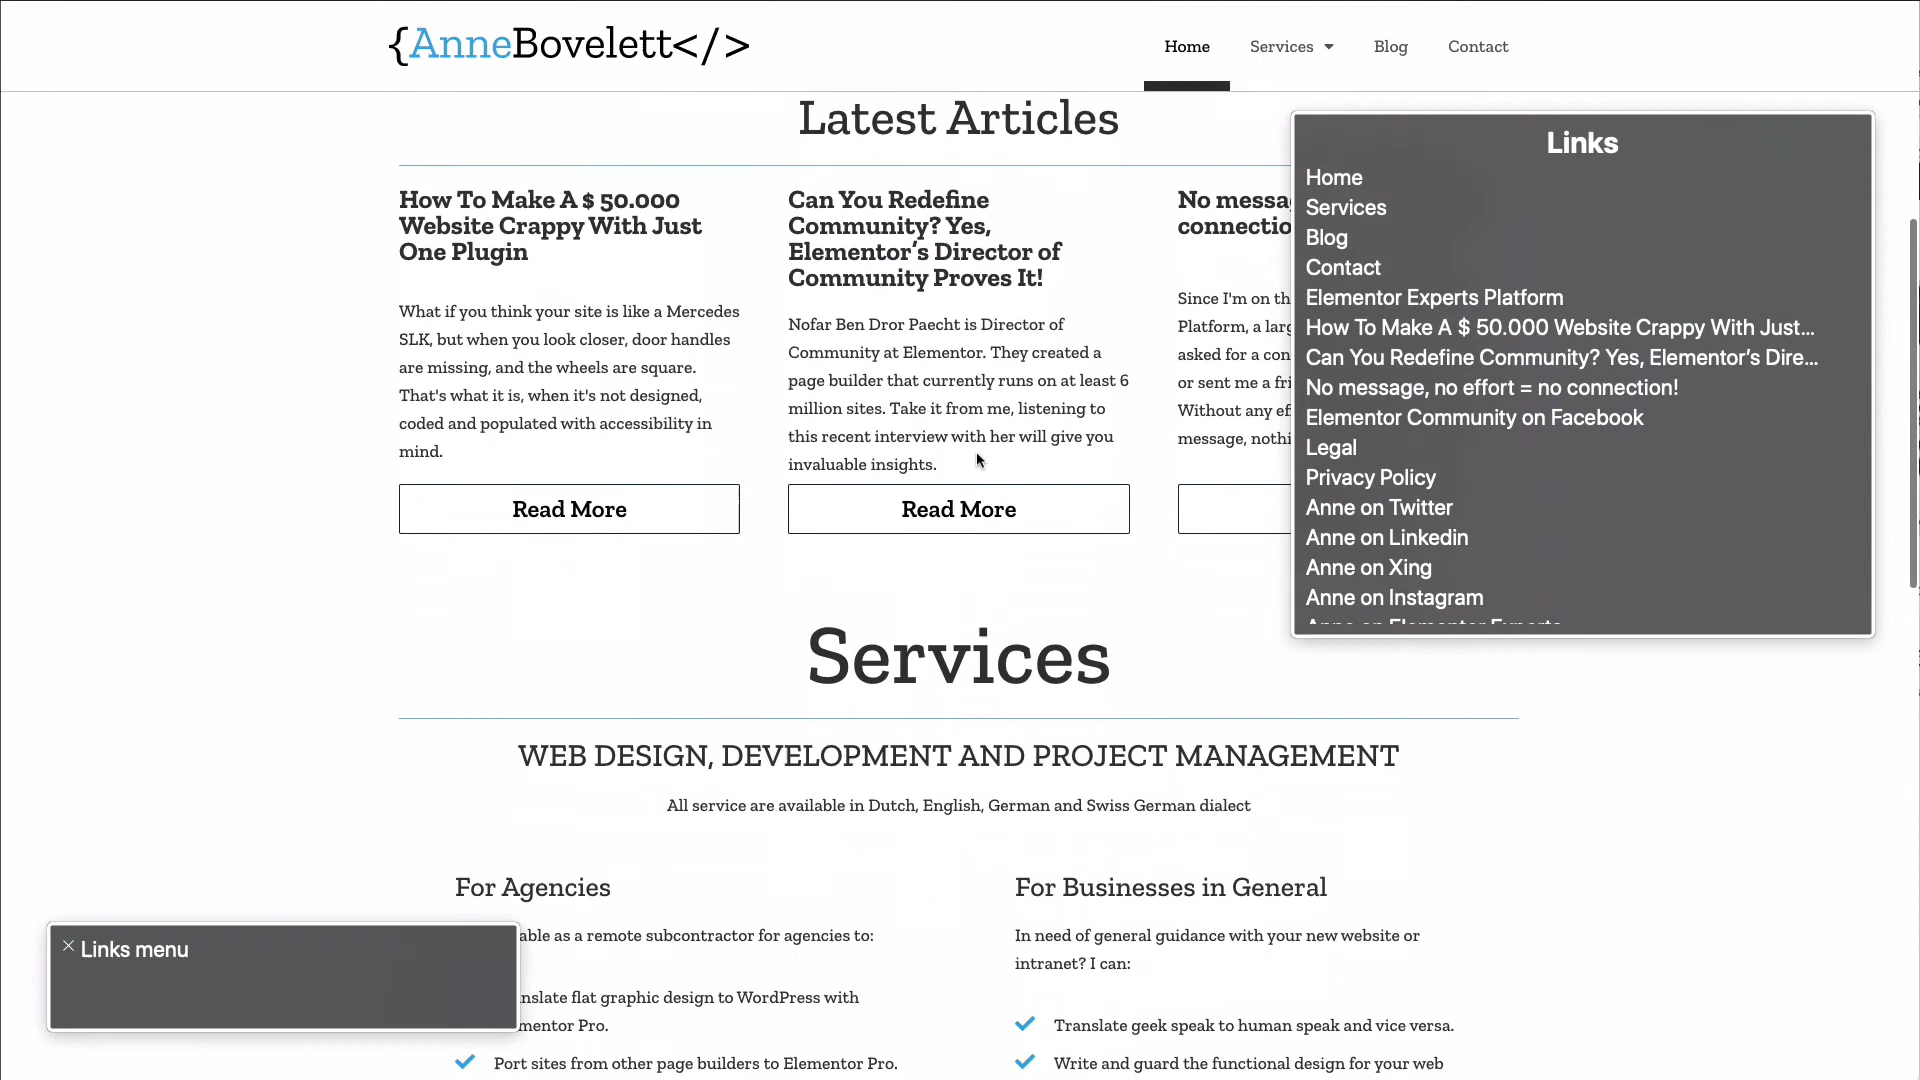 {AnneBovelett</>
Home Services Blog Contact
Latest Articles
How To Make A $ 50.000
Website Crappy With Just
One Plugin
What if you think your site is like a Mercedes
SLK, but when you look closer, door handles
are missing, and the wheels are square.
That's what it is, when it's not designed,
coded and populated with accessibility in
mind.
Read More
Can You Redefine
Community? Yes,
Elementor’s Director of
Community Proves It!
Nofar Ben Dror Paecht is Director of
Community at Elementor. They created a
page builder that currently runs on at least 6
million sites. Take it from me, listening to
this recent interview with her will give you
invaluable insights.
Read More
No
Since I'm on
Platform, a
asked for a
or sent me a
Without any
message,
Links
Home
Services
Blog
Contact
Elementor Experts Platform
How To Make A $ 50.000 Website Crappy With Just...
Can You Redefine Community? Yes, Elementor’s Dire...
No message, no effort = no connection!
Elementor Community on Facebook
Legal
Privacy Policy
Anne on Twitter
Anne on Linkedin
Anne on Xing
Anne on Instagram
Services
WEB DESIGN, DEVELOPMENT AND PROJECT MANAGEMENT
All service are available in Dutch, English, German and Swiss German dialect
For Agencies
as a remote subcontractor for agencies to:
flat graphic design to WordPress with
Pro.
Port sites from other page builders to Elementor Pro.
For Businesses in General
In need of general guidance with your new website or
intranet? I can:
Translate geek speak to human speak and vice versa.
Write and guard the functional design for your web
Links menu